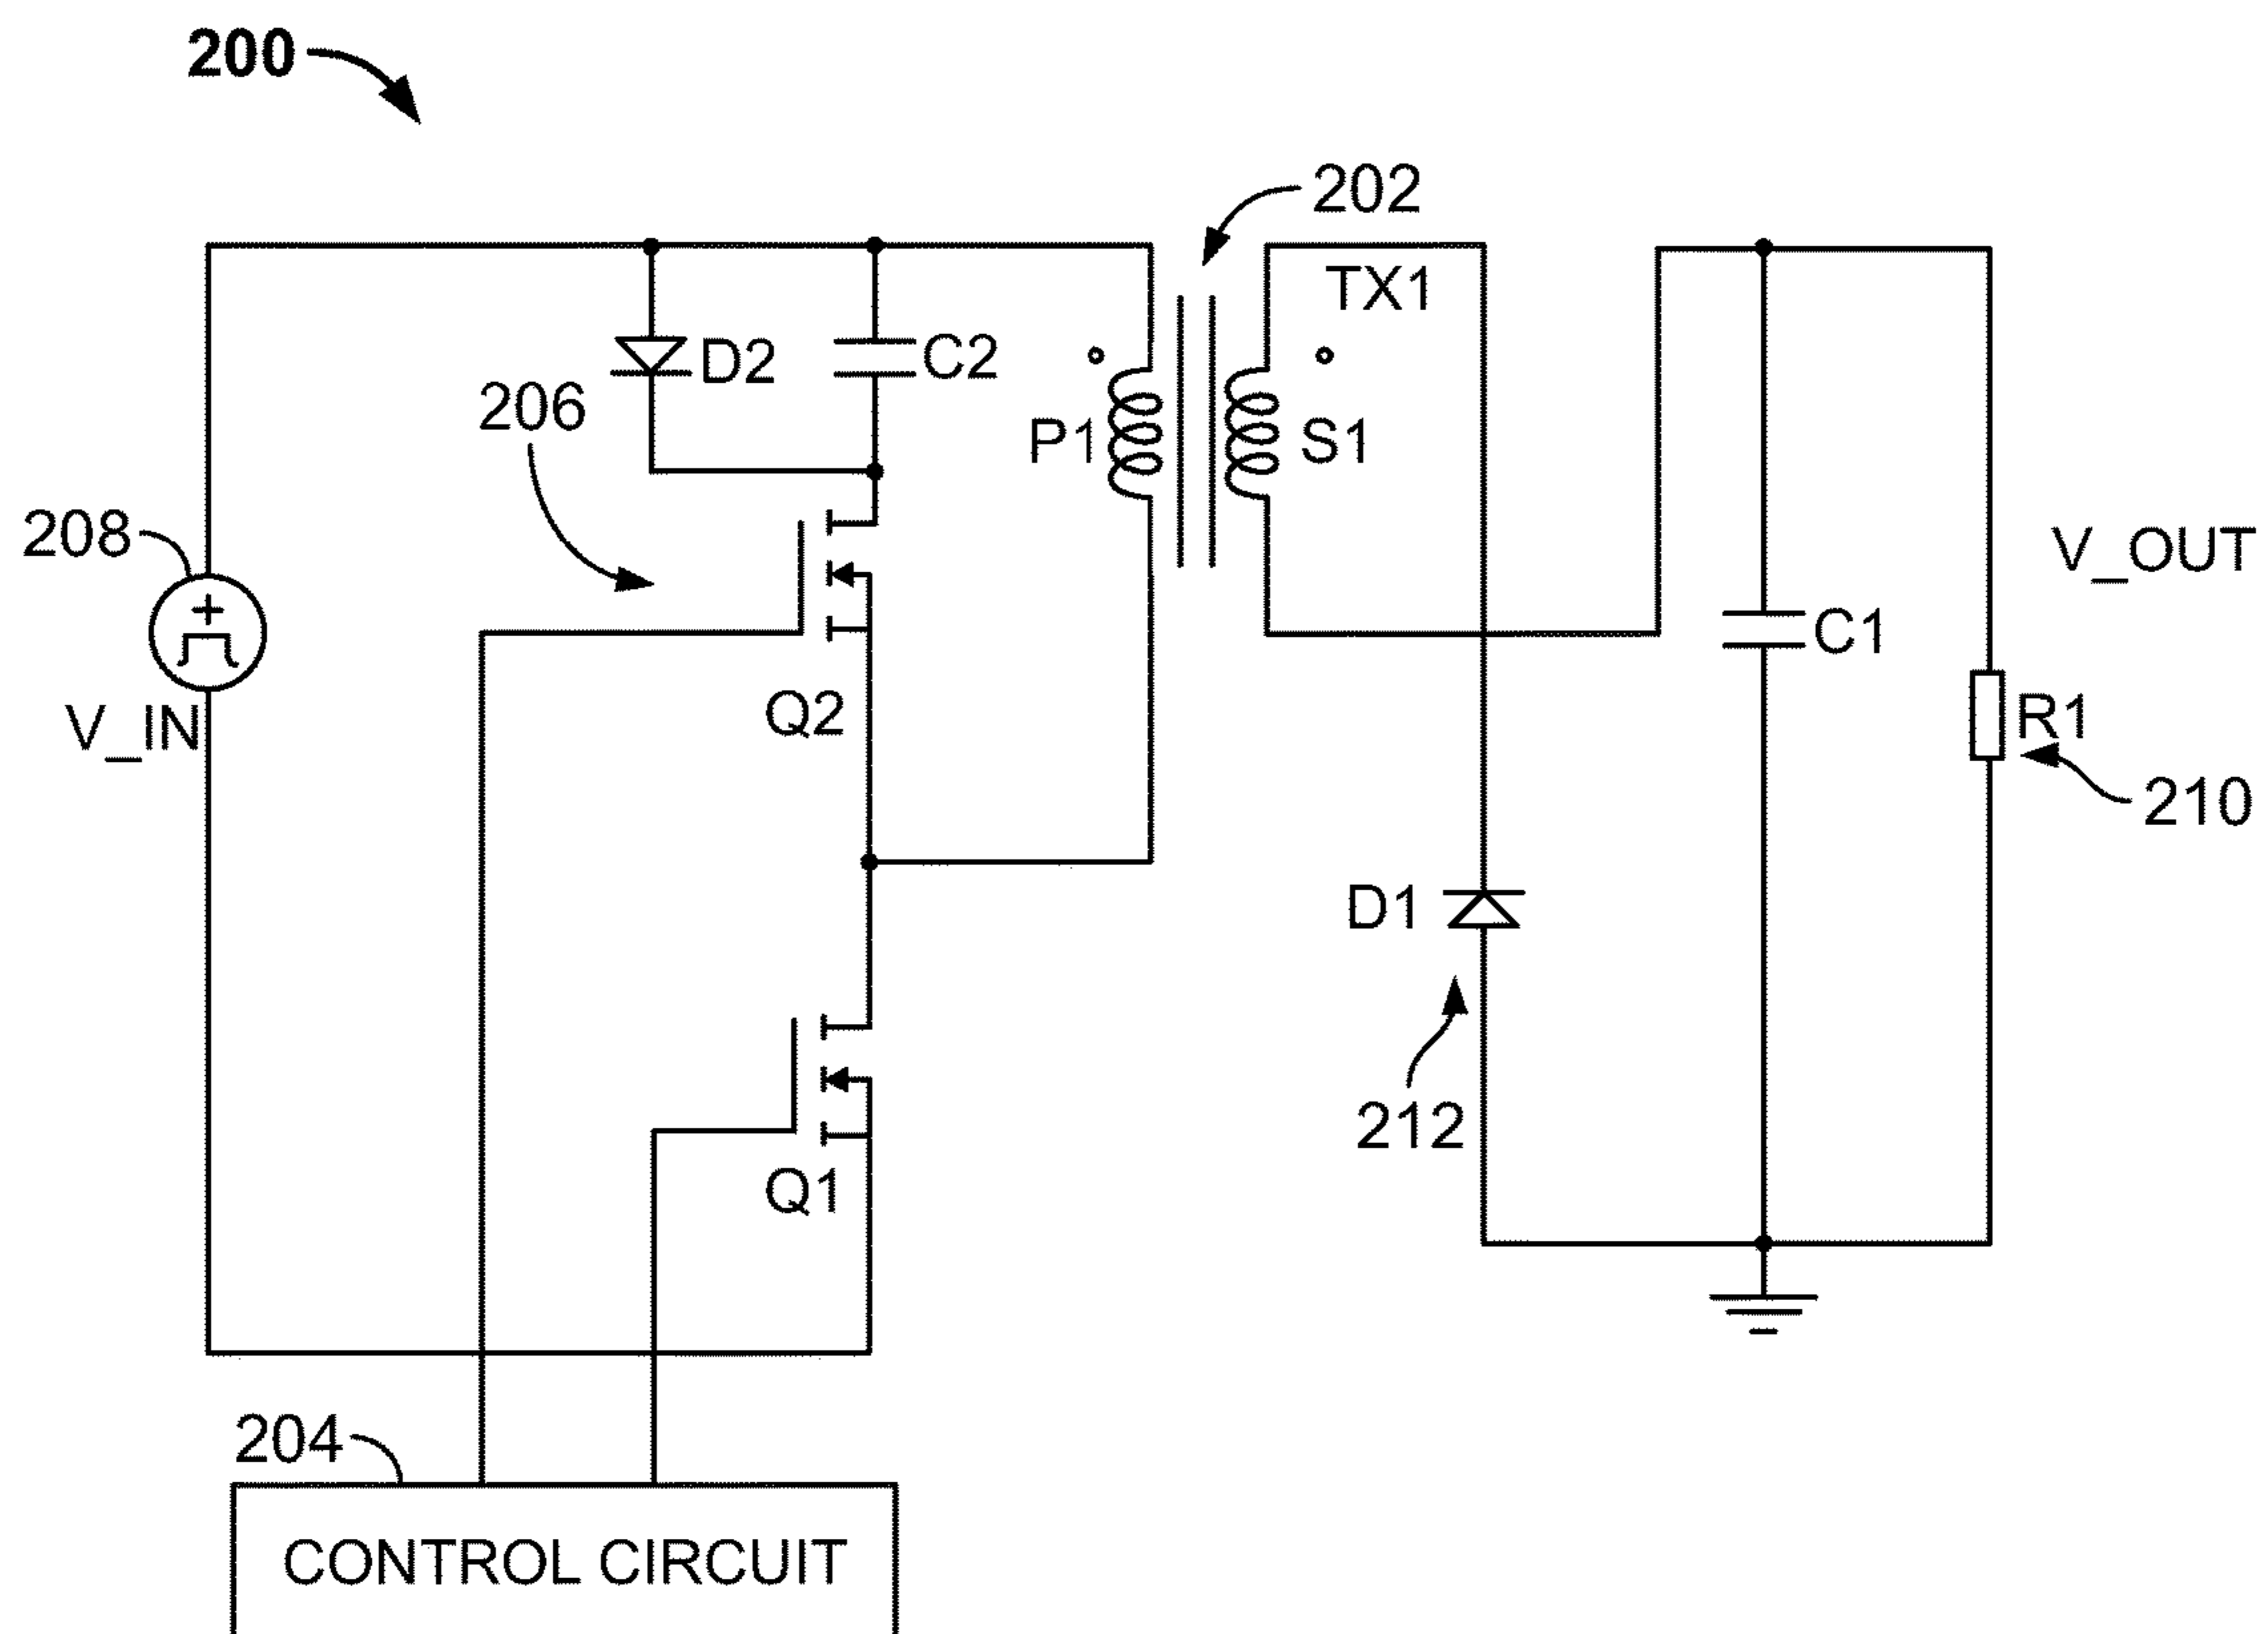 200
202
TX1
D2
C2
206
P1
S1
208
V_OUT
C1
+
Q2
V_IN
R1
210
D1
212
Q1
204
CONTROL CIRCUIT